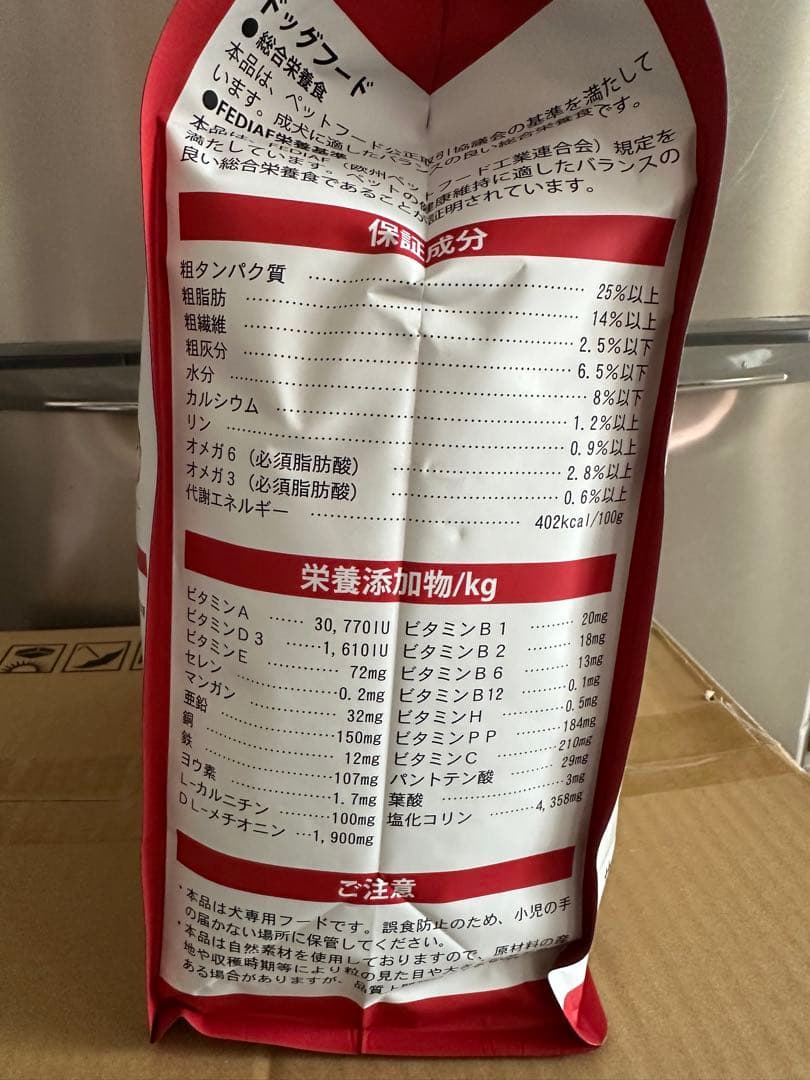 ドッグフード
●総合栄養食
本品は、ペットフード公正取引協議会の基準を満たして
います。成犬に適したバランスの良い総合栄養食です。
●FEDIAF栄養基準
本品は、FEDIAF（欧州ペットフード工業連合会）規定を
満たしています。ペットの健康維持に適したバランスの
良い総合栄養食であることが証明されています。
保証成分
粗タンパク質 25%以上
粗脂肪 14%以上
粗繊維 2.5%以下
粗灰分 6.5%以下
水分 8%以下
カルシウム 1.2%以上
リン 0.9%以上
オメガ6（必須脂肪酸） 2.8%以上
オメガ3（必須脂肪酸） 0.6%以上
代謝エネルギー 402kcal/100g
栄養添加物/kg
ビタミンA 30,770IU ビタミンB1 20mg
ビタミンD3 1,610IU ビタミンB2 18mg
ビタミンE 72mg ビタミンB6 13mg
セレン 0.2mg ビタミンB12 0.1mg
マンガン 32mg ビタミンH 0.5mg
亜鉛 150mg ビタミンPP 184mg
銅 12mg ビタミンC 210mg
鉄 107mg パントテン酸 29mg
ヨウ素 1.7mg 葉酸 3mg
L-カルニチン 100mg 塩化コリン 4,358mg
DL-メチオニン 1,900mg
ご注意
・本品は犬専用フードです。誤食防止のため、小児の手
の届かない場所に保管してください。
・本品は自然素材を使用しておりますので、原材料の産
地や収穫時期等により粒の見た目や大き
ある場合がありますが、品質上